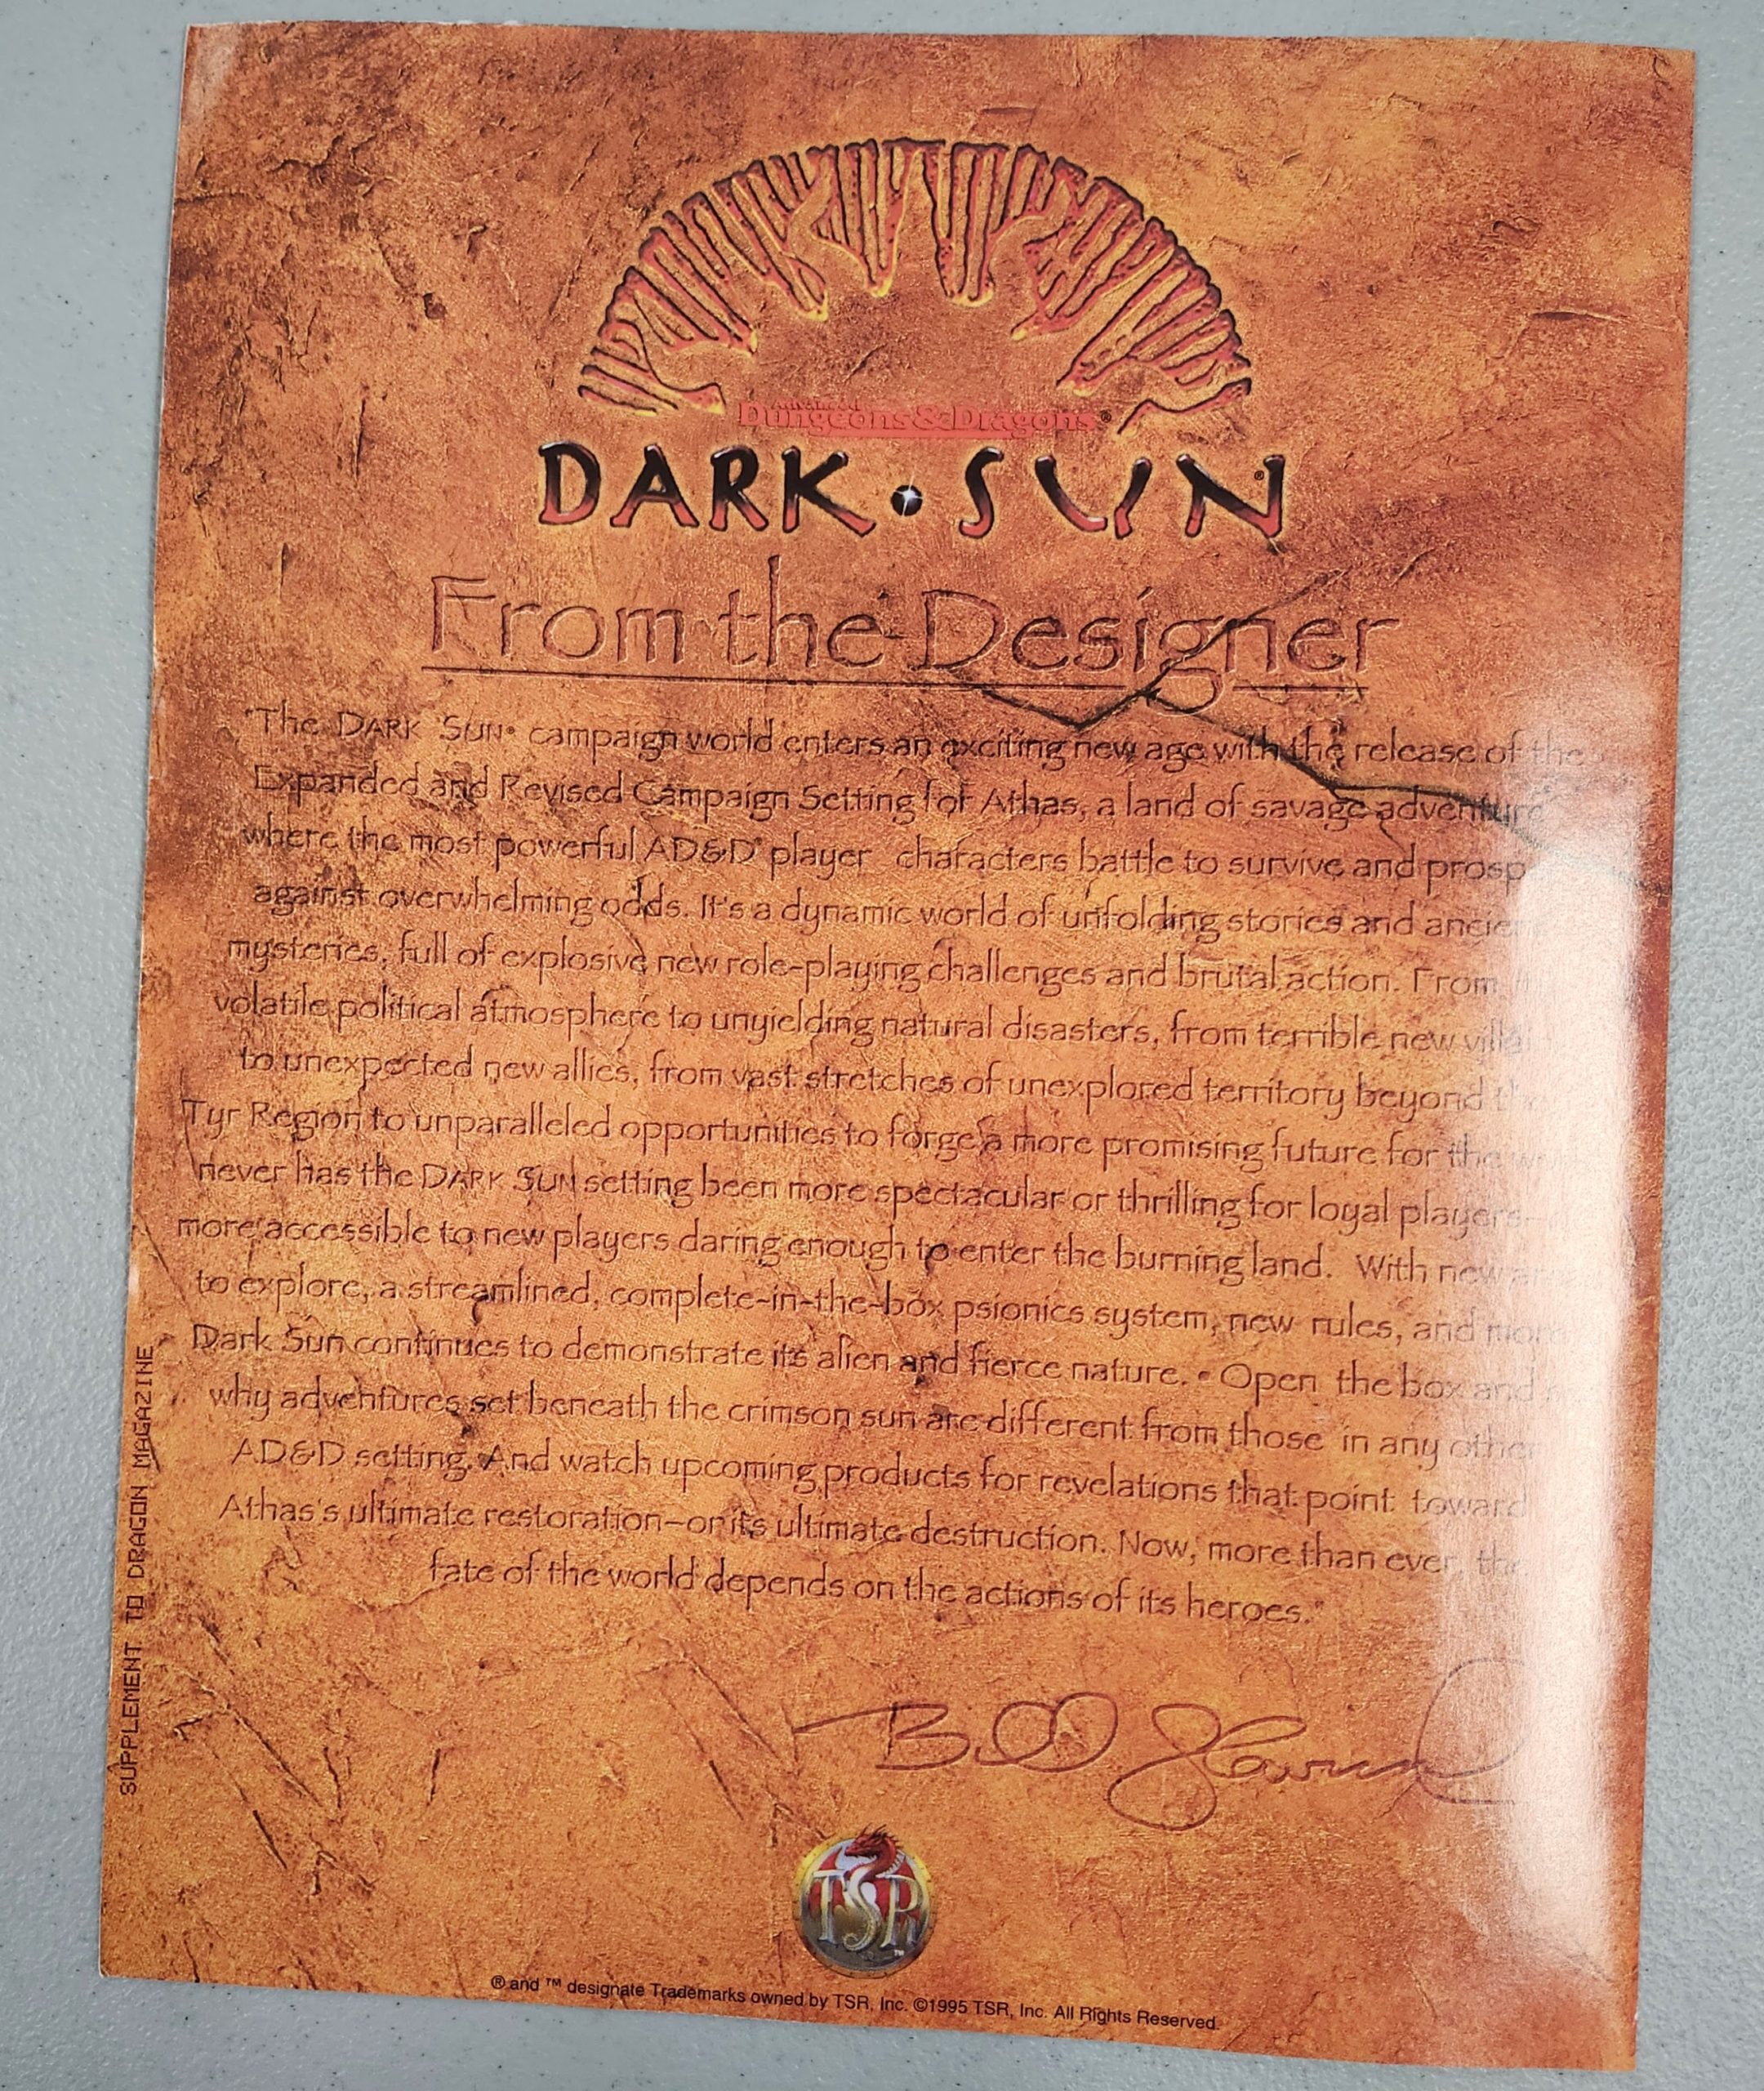 Advanced
Dungeons & Dragons®
DARK • SUN®
From the Designer
"The DARK SUN® campaign world enters an exciting new age with the release of the
Expanded and Revised Campaign Setting for Athas, a land of savage adventure
where the most powerful AD&D® player characters battle to survive and
against overwhelming odds. It's a dynamic world of unfolding stories and
mysteries, full of explosive new role-playing challenges and brutal action. From
volatile political atmosphere to unyielding natural disasters, from terrible new
to unexpected new allies, from vast stretches of unexplored territory beyond
Tyr Region to unparalleled opportunities to forge a more promising future for the
never has the DARK SUN setting been more spectacular or thrilling for loyal players—
more accessible to new players daring enough to enter the burning land. With new
to explore, a streamlined, complete-in-the-box psionics system, new rules, and
Dark Sun continues to demonstrate its alien and fierce nature. • Open the box and
why adventures set beneath the crimson sun are different from those in any other
AD&D setting. And watch upcoming products for revelations that point toward
Athas's ultimate restoration—or its ultimate destruction. Now, more than ever, the
fate of the world depends on the actions of its heroes."
Bill Slavicsek
TSR™
® and ™ designate Trademarks owned by TSR, Inc. ©1995 TSR, Inc. All Rights Reserved.
SUPPLEMENT TO DRAGON MAGAZINE